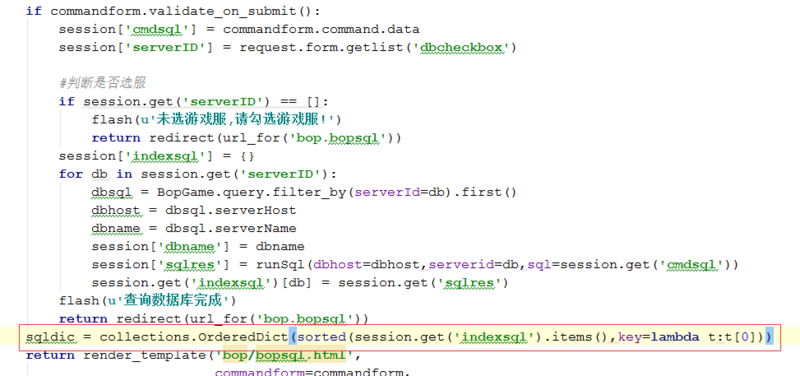 if commandform.validate_on_submit():
    session['cmdsql'] = commandform.command.data
    session['serverID'] = request.form.getlist('dbcheckbox')

    #判断是否选服
    if session.get('serverID') == []:
        flash(u'未选游戏服,请勾选游戏服!')
        return redirect(url_for('bop.bopsql'))
    session['indexsql'] = {}
    for db in session.get('serverID'):
        dbsql = BopGame.query.filter_by(serverId=db).first()
        dbhost = dbsql.serverHost
        dbname = dbsql.serverName
        session['dbname'] = dbname
        session['sqlres'] = runSql(dbhost=dbhost,serverid=db,sql=session.get('cmdsql'))
        session.get('indexsql')[db] = session.get('sqlres')
    flash(u'查询数据库完成')
    return redirect(url_for('bop.bopsql'))
sqldic = collections.OrderedDict(sorted(session.get('indexsql').items(),key=lambda t:t[0]))
return render_template('bop/bopsql.html',
                       commandform=commandform,